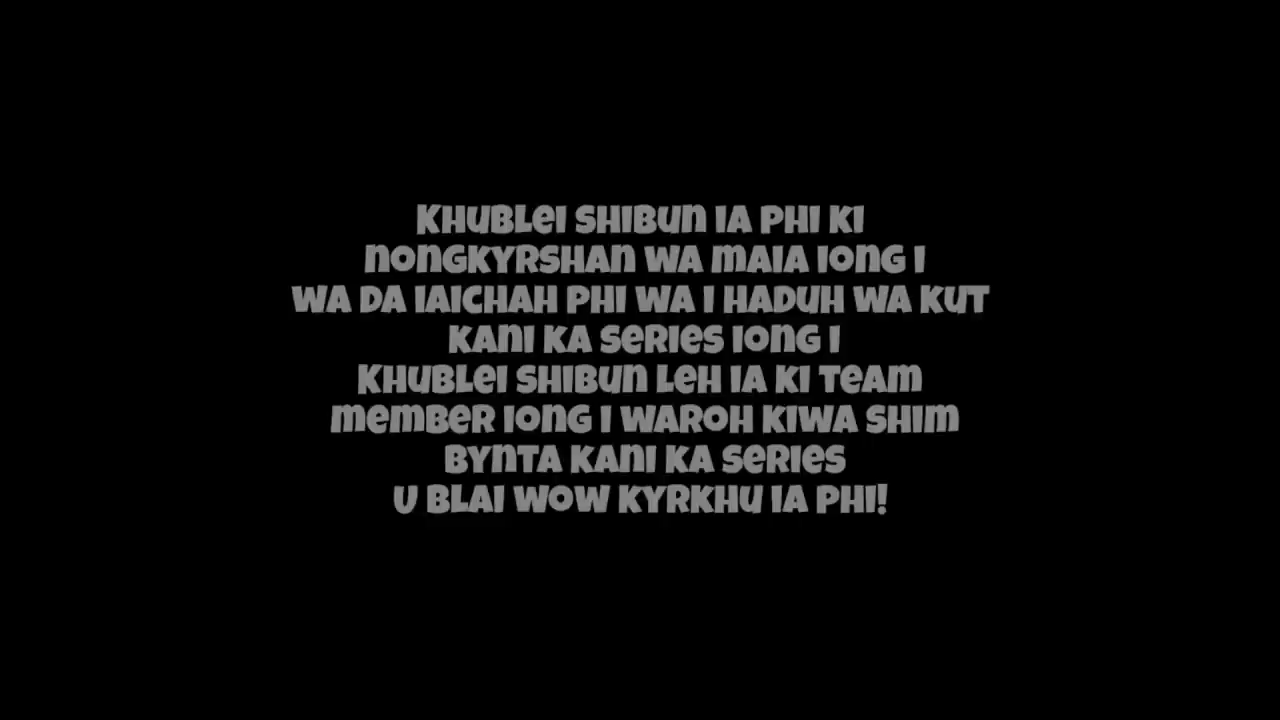 Khublei shibun ia phi ki
nongkyrshan wa maia iong i
wa da iaichah phi wa i haduh wa kut
kani ka series iong i
Khublei shibun leh ia ki team
member iong i waroh kiwa shim
bynta kani ka series
U Blai wow kyrkhu ia phi!